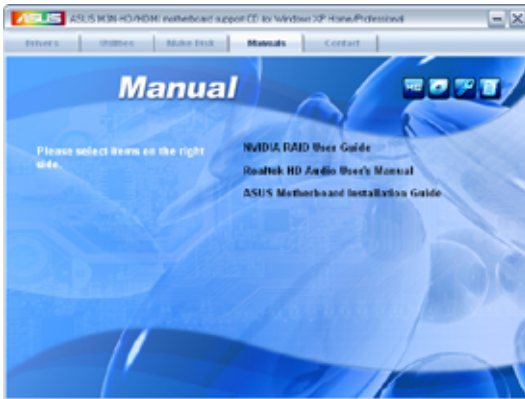 ASUS ASUS M3N-HD/HDMI motherboard support CD for Windows XP Home/Professional
Drivers Utilities Make Disk Manuals Contact
Manual
Please select items on the right
side.
NVIDIA RAID User Guide
Realtek HD Audio User's Manual
ASUS Motherboard Installation Guide